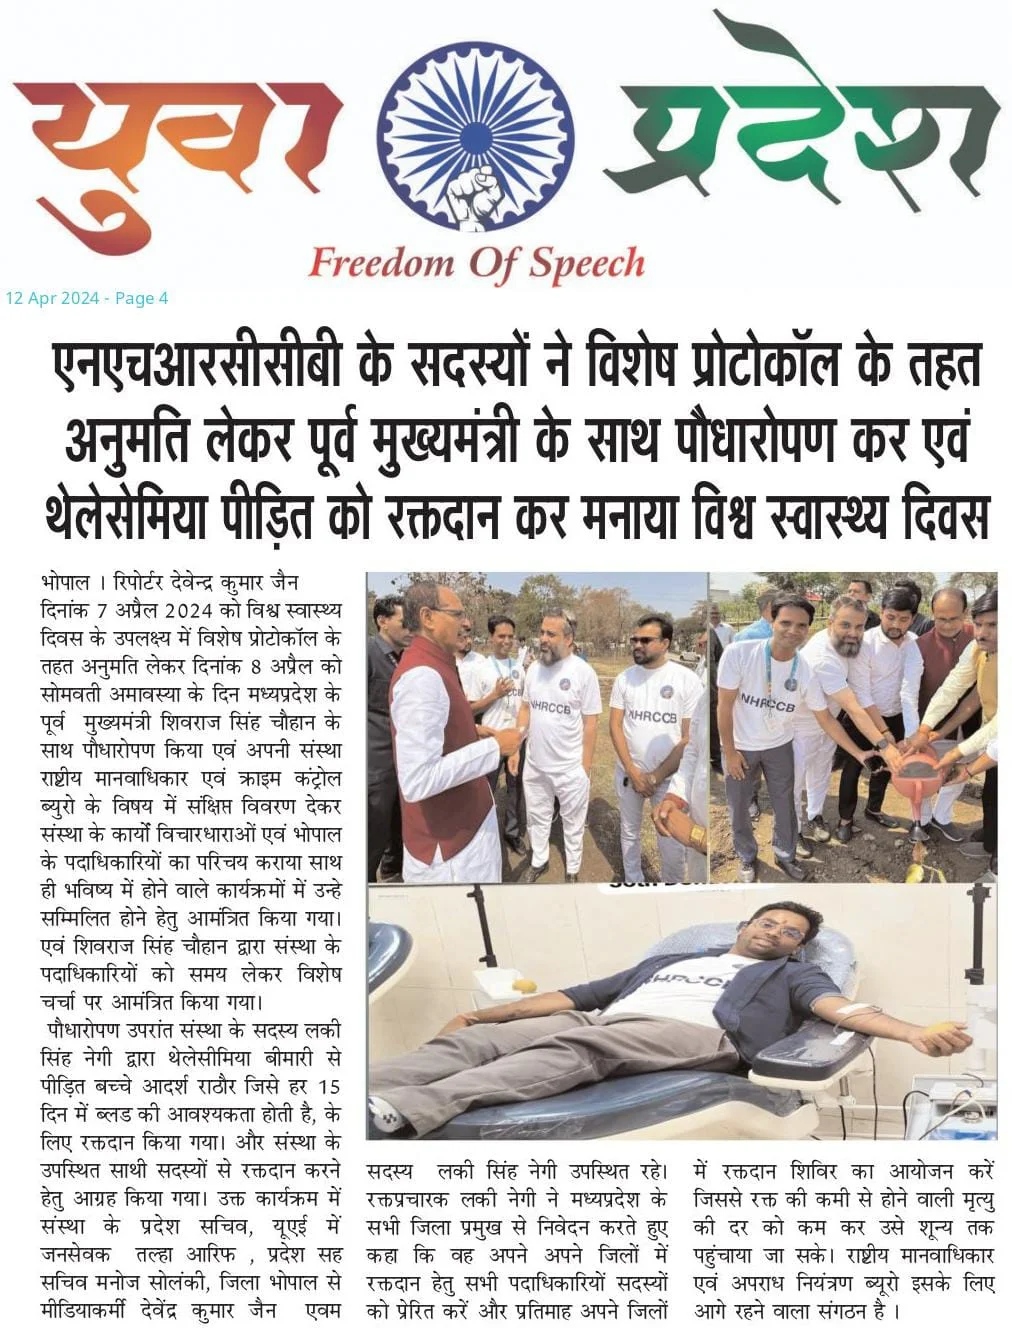 युवा प्रदेश
Freedom Of Speech
12 Apr 2024 - Page 4
एनएचआरसीसीबी के सदस्यों ने विशेष प्रोटोकॉल के तहत
अनुमति लेकर पूर्व मुख्यमंत्री के साथ पौधारोपण कर एवं
थेलेसेमिया पीड़ित को रक्तदान कर मनाया विश्व स्वास्थ्य दिवस
भोपाल । रिपोर्टर देवेन्द्र कुमार जैन
दिनांक 7 अप्रैल 2024 को विश्व स्वास्थ्य
दिवस के उपलक्ष्य में विशेष प्रोटोकॉल के
तहत अनुमति लेकर दिनांक 8 अप्रैल को
सोमवती अमावस्या के दिन मध्यप्रदेश के
पूर्व मुख्यमंत्री शिवराज सिंह चौहान के
साथ पौधारोपण किया एवं अपनी संस्था
राष्ट्रीय मानवाधिकार एवं क्राइम कंट्रोल
ब्युरो के विषय में संक्षिप्त विवरण देकर
संस्था के कार्यों विचारधाराओं एवं भोपाल
के पदाधिकारियों का परिचय कराया साथ
ही भविष्य में होने वाले कार्यक्रमों में उन्हे
सम्मिलित होने हेतु आमंत्रित किया गया।
एवं शिवराज सिंह चौहान द्वारा संस्था के
पदाधिकारियों को समय लेकर विशेष
चर्चा पर आमंत्रित किया गया।
पौधारोपण उपरांत संस्था के सदस्य लकी
सिंह नेगी द्वारा थेलेसीमिया बीमारी से
पीड़ित बच्चे आदर्श राठौर जिसे हर 15
दिन में ब्लड की आवश्यकता होती है, के
लिए रक्तदान किया गया। और संस्था के
उपस्थित साथी सदस्यों से रक्तदान करने
हेतु आग्रह किया गया। उक्त कार्यक्रम में
संस्था के प्रदेश सचिव, यूएई में
जनसेवक तल्हा आरिफ , प्रदेश सह
सचिव मनोज सोलंकी, जिला भोपाल से
मीडियाकर्मी देवेंद्र कुमार जैन एवम
NHRCCB
NHRCCB
NHRCCB
NHRCCB
सदस्य लकी सिंह नेगी उपस्थित रहे।
रक्तप्रचारक लकी नेगी ने मध्यप्रदेश के
सभी जिला प्रमुख से निवेदन करते हुए
कहा कि वह अपने अपने जिलों में
रक्तदान हेतु सभी पदाधिकारियों सदस्यों
को प्रेरित करें और प्रतिमाह अपने जिलों
में रक्तदान शिविर का आयोजन करें
जिससे रक्त की कमी से होने वाली मृत्यु
की दर को कम कर उसे शून्य तक
पहुंचाया जा सके। राष्ट्रीय मानवाधिकार
एवं अपराध नियंत्रण ब्यूरो इसके लिए
आगे रहने वाला संगठन है ।